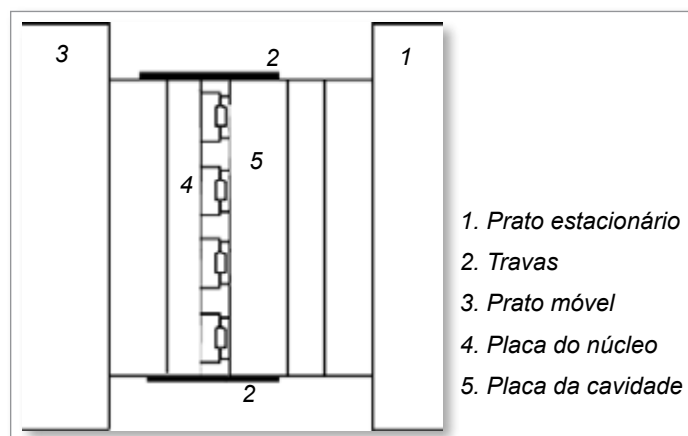 3
2
1
4
5
2
1. Prato estacionário
2. Travas
3. Prato móvel
4. Placa do núcleo
5. Placa da cavidade